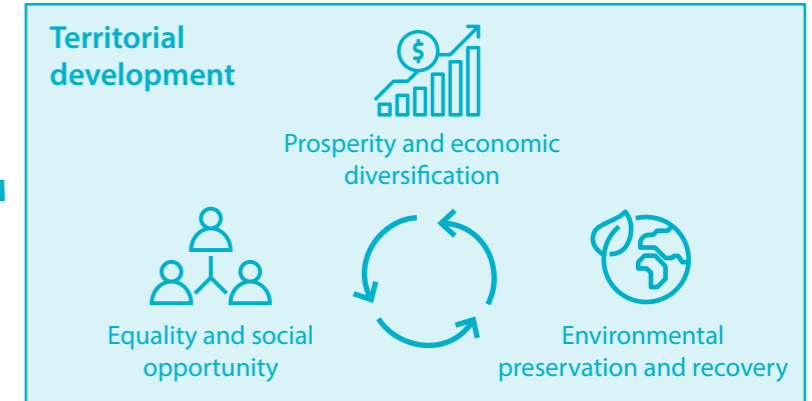 Territorial
development
$
Prosperity and economic
diversification
Equality and social
opportunity
Environmental
preservation and recovery